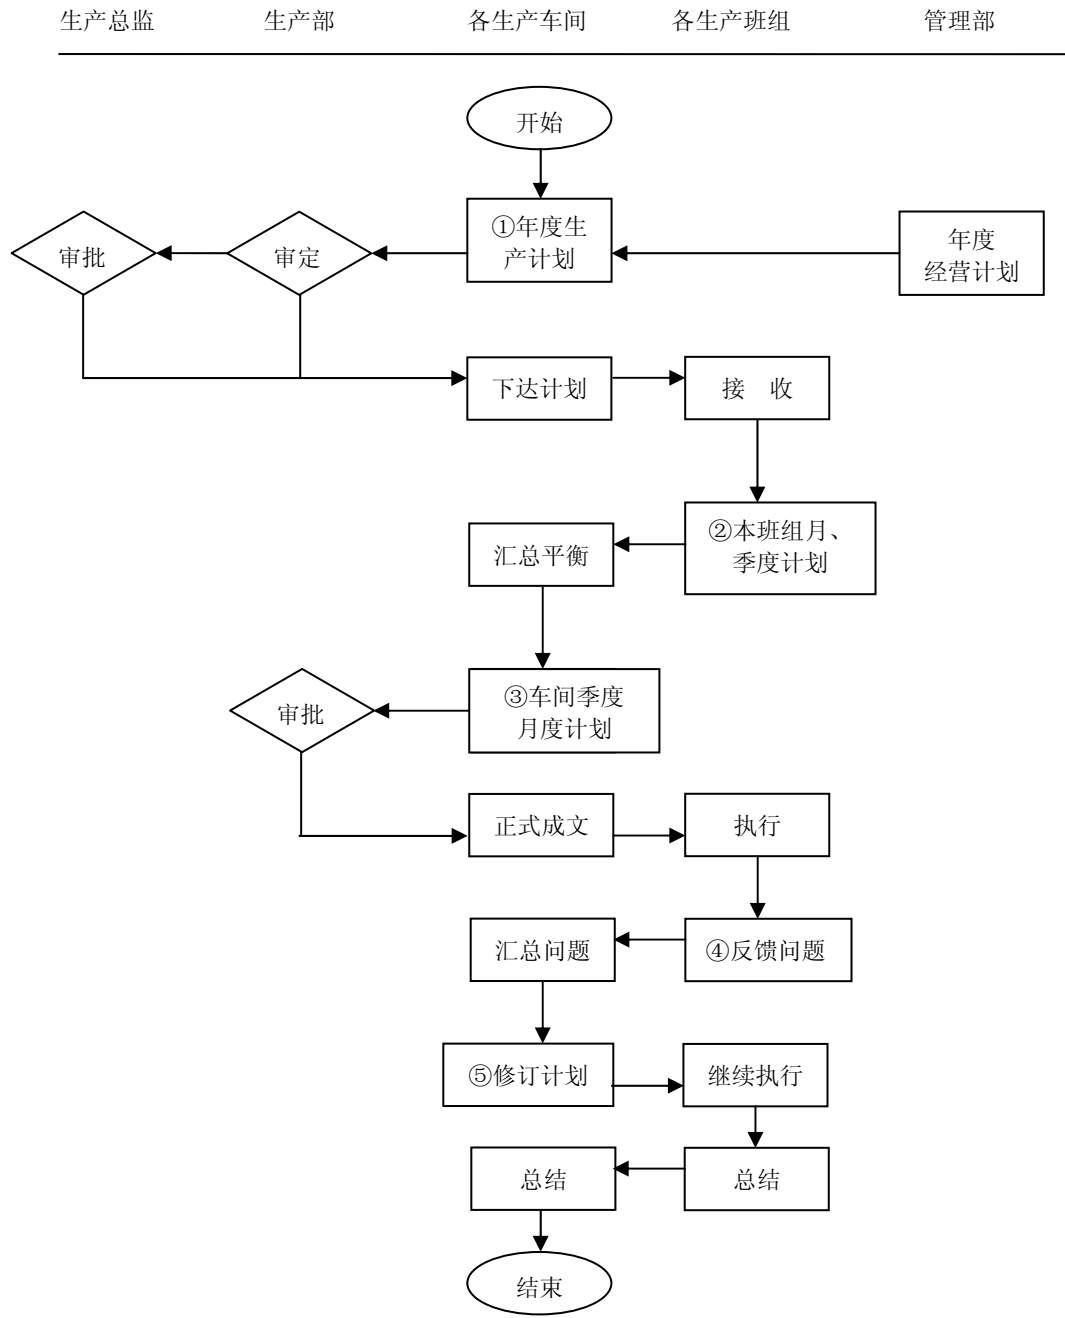 生产总监 生产部 各生产车间 各生产班组 管理部
开始
审批
审定
①年度生
产计划
年度
经营计划
下达计划
接 收
汇总平衡
②本班组月、
季度计划
审批
③车间季度
月度计划
正式成文
执行
汇总问题
④反馈问题
⑤修订计划
继续执行
总结
总结
结束